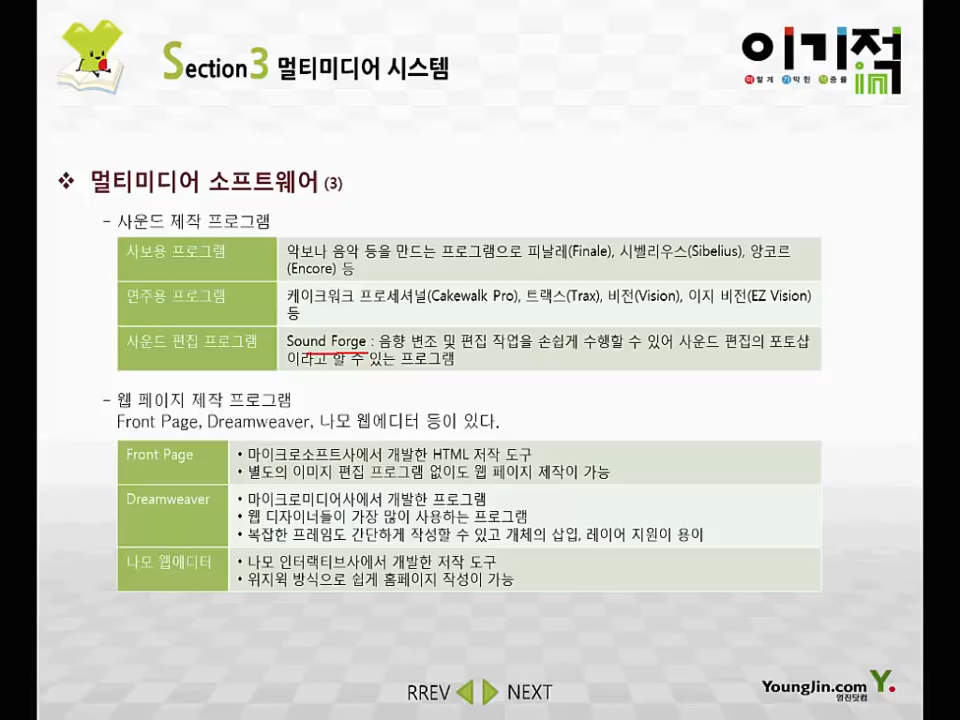 Section3 멀티미디어 시스템
이기적in
이렇게 기막힌 적중률
❖ 멀티미디어 소프트웨어 (3)
– 사운드 제작 프로그램
사보용 프로그램
악보나 음악 등을 만드는 프로그램으로 피날레(Finale), 시벨리우스(Sibelius), 앙코르
(Encore) 등
연주용 프로그램
케이크워크 프로세셔널(Cakewalk Pro), 트랙스(Trax), 비전(Vision), 이지 비전(EZ Vision)
등
사운드 편집 프로그램
Sound Forge : 음향 변조 및 편집 작업을 손쉽게 수행할 수 있어 사운드 편집의 포토샵
이라고 할 수 있는 프로그램
– 웹 페이지 제작 프로그램
Front Page, Dreamweaver, 나모 웹에디터 등이 있다.
Front Page
• 마이크로소프트사에서 개발한 HTML 저작 도구
• 별도의 이미지 편집 프로그램 없이도 웹 페이지 제작이 가능
Dreamweaver
• 마이크로미디어사에서 개발한 프로그램
• 웹 디자이너들이 가장 많이 사용하는 프로그램
• 복잡한 프레임도 간단하게 작성할 수 있고 개체의 삽입, 레이어 지원이 용이
나모 웹에디터
• 나모 인터랙티브사에서 개발한 저작 도구
• 위지윅 방식으로 쉽게 홈페이지 작성이 가능
RREV NEXT
YoungJin.com Y.
영진닷컴